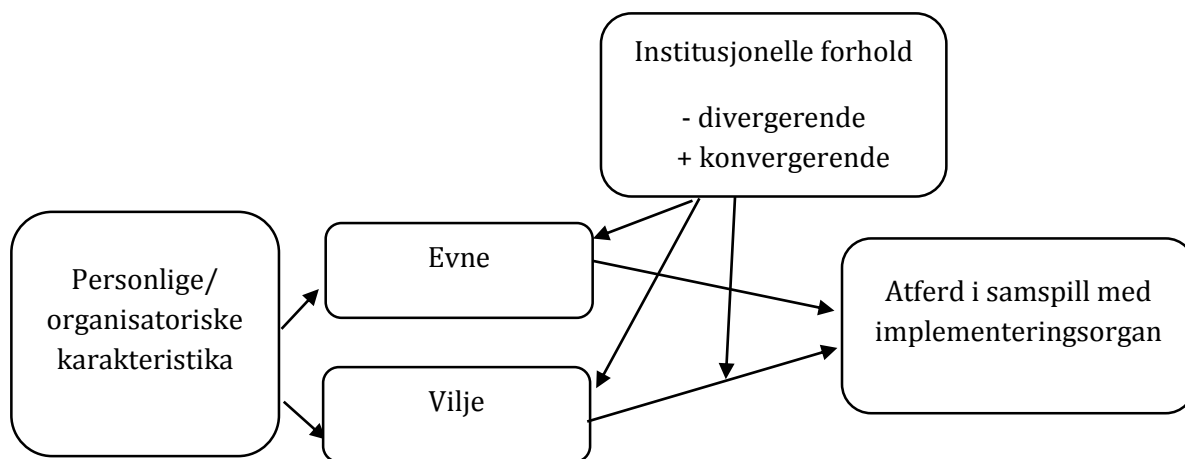 Institusjonelle forhold
- divergerende
+ konvergerende
Personlige/
organisatoriske
karakteristika
Evne
Vilje
Atferd i samspill med
implementeringsorgan